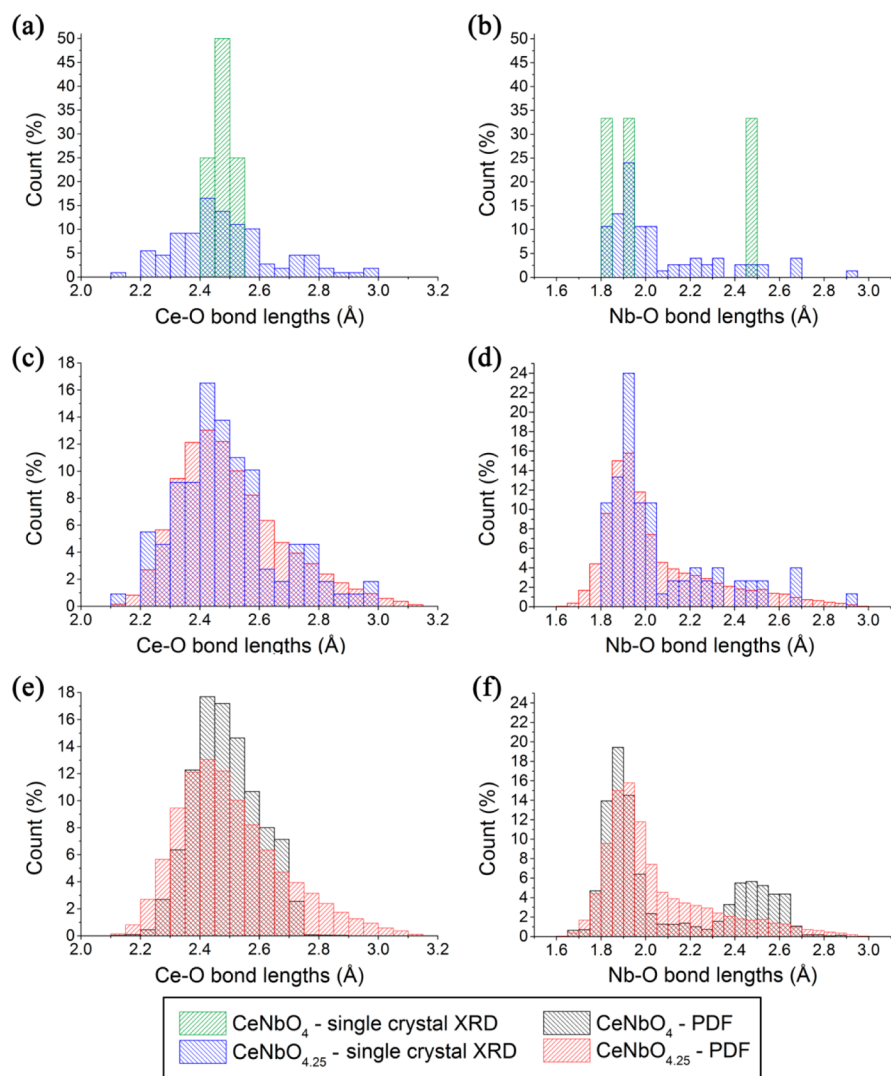 (a)
50
45
40
35
30
25
20
15
10
5
0
Count (%)
2.0 2.2 2.4 2.6 2.8 3.0 3.2
Ce-O bond lengths (Å)
(b)
50
45
40
35
30
25
20
15
10
5
0
Count (%)
1.6 1.8 2.0 2.2 2.4 2.6 2.8 3.0
Nb-O bond lengths (Å)
(c)
18
16
14
12
10
8
6
4
2
0
Count (%)
2.0 2.2 2.4 2.6 2.8 3.0 3.2
Ce-O bond lengths (Å)
(d)
24
22
20
18
16
14
12
10
8
6
4
2
0
Count (%)
1.6 1.8 2.0 2.2 2.4 2.6 2.8 3.0
Nb-O bond lengths (Å)
(e)
18
16
14
12
10
8
6
4
2
0
Count (%)
2.0 2.2 2.4 2.6 2.8 3.0 3.2
Ce-O bond lengths (Å)
(f)
24
22
20
18
16
14
12
10
8
6
4
2
0
Count (%)
1.6 1.8 2.0 2.2 2.4 2.6 2.8 3.0
Nb-O bond lengths (Å)
CeNbO₄ - single crystal XRD
CeNbO₄.₂₅ - single crystal XRD
CeNbO₄ - PDF
CeNbO₄.₂₅ - PDF